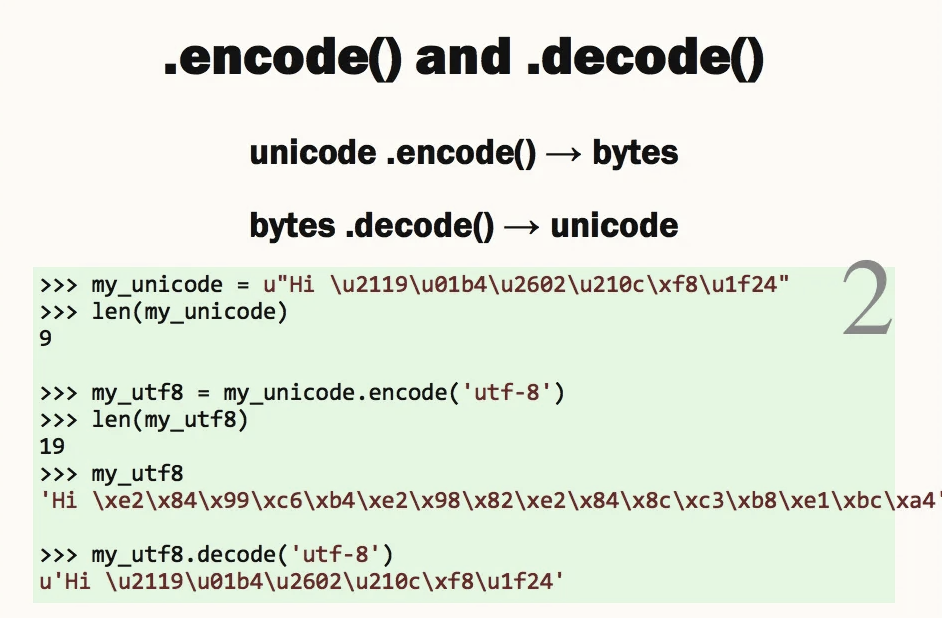 .encode() and .decode()
unicode .encode() → bytes
bytes .decode() → unicode
2
>>> my_unicode = u"Hi \u2119\u01b4\u2602\u210c\xf8\u1f24"
>>> len(my_unicode)
9
>>> my_utf8 = my_unicode.encode('utf-8')
>>> len(my_utf8)
19
>>> my_utf8
'Hi \xe2\x84\x99\xc6\xb4\xe2\x98\x82\xe2\x84\x8c\xc3\xb8\xe1\xbc\xa4'
>>> my_utf8.decode('utf-8')
u'Hi \u2119\u01b4\u2602\u210c\xf8\u1f24'